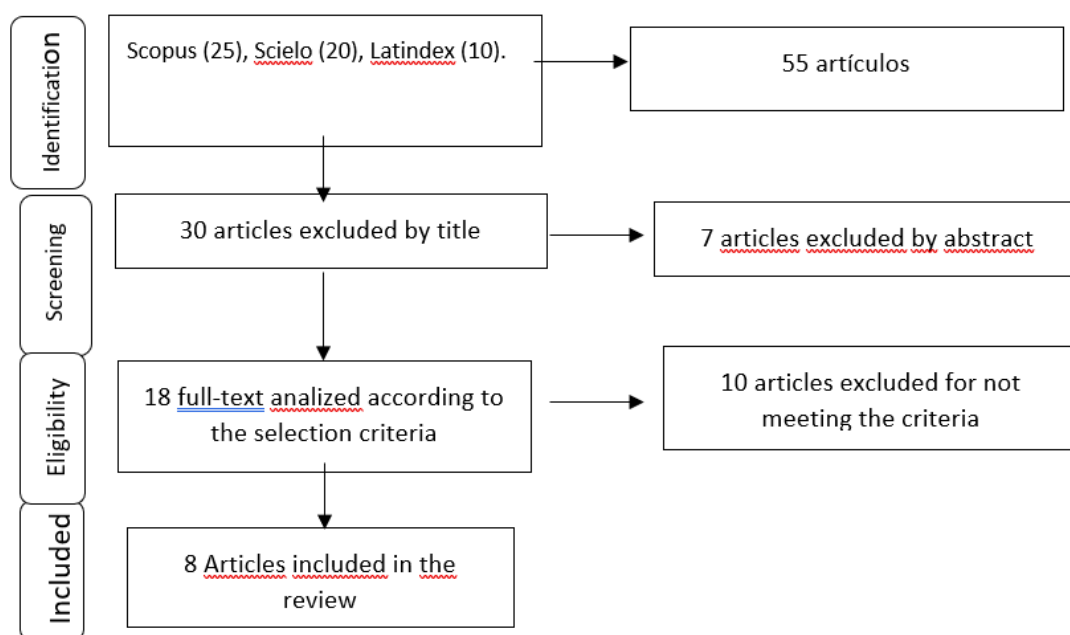 Identification
Scopus (25), Scielo (20), Latindex (10).
55 artículos
Screening
30 articles excluded by title
7 articles excluded by abstract
Eligibility
18 full-text analized according to
the selection criteria
10 articles excluded for not
meeting the criteria
Included
8 Articles included in the
review